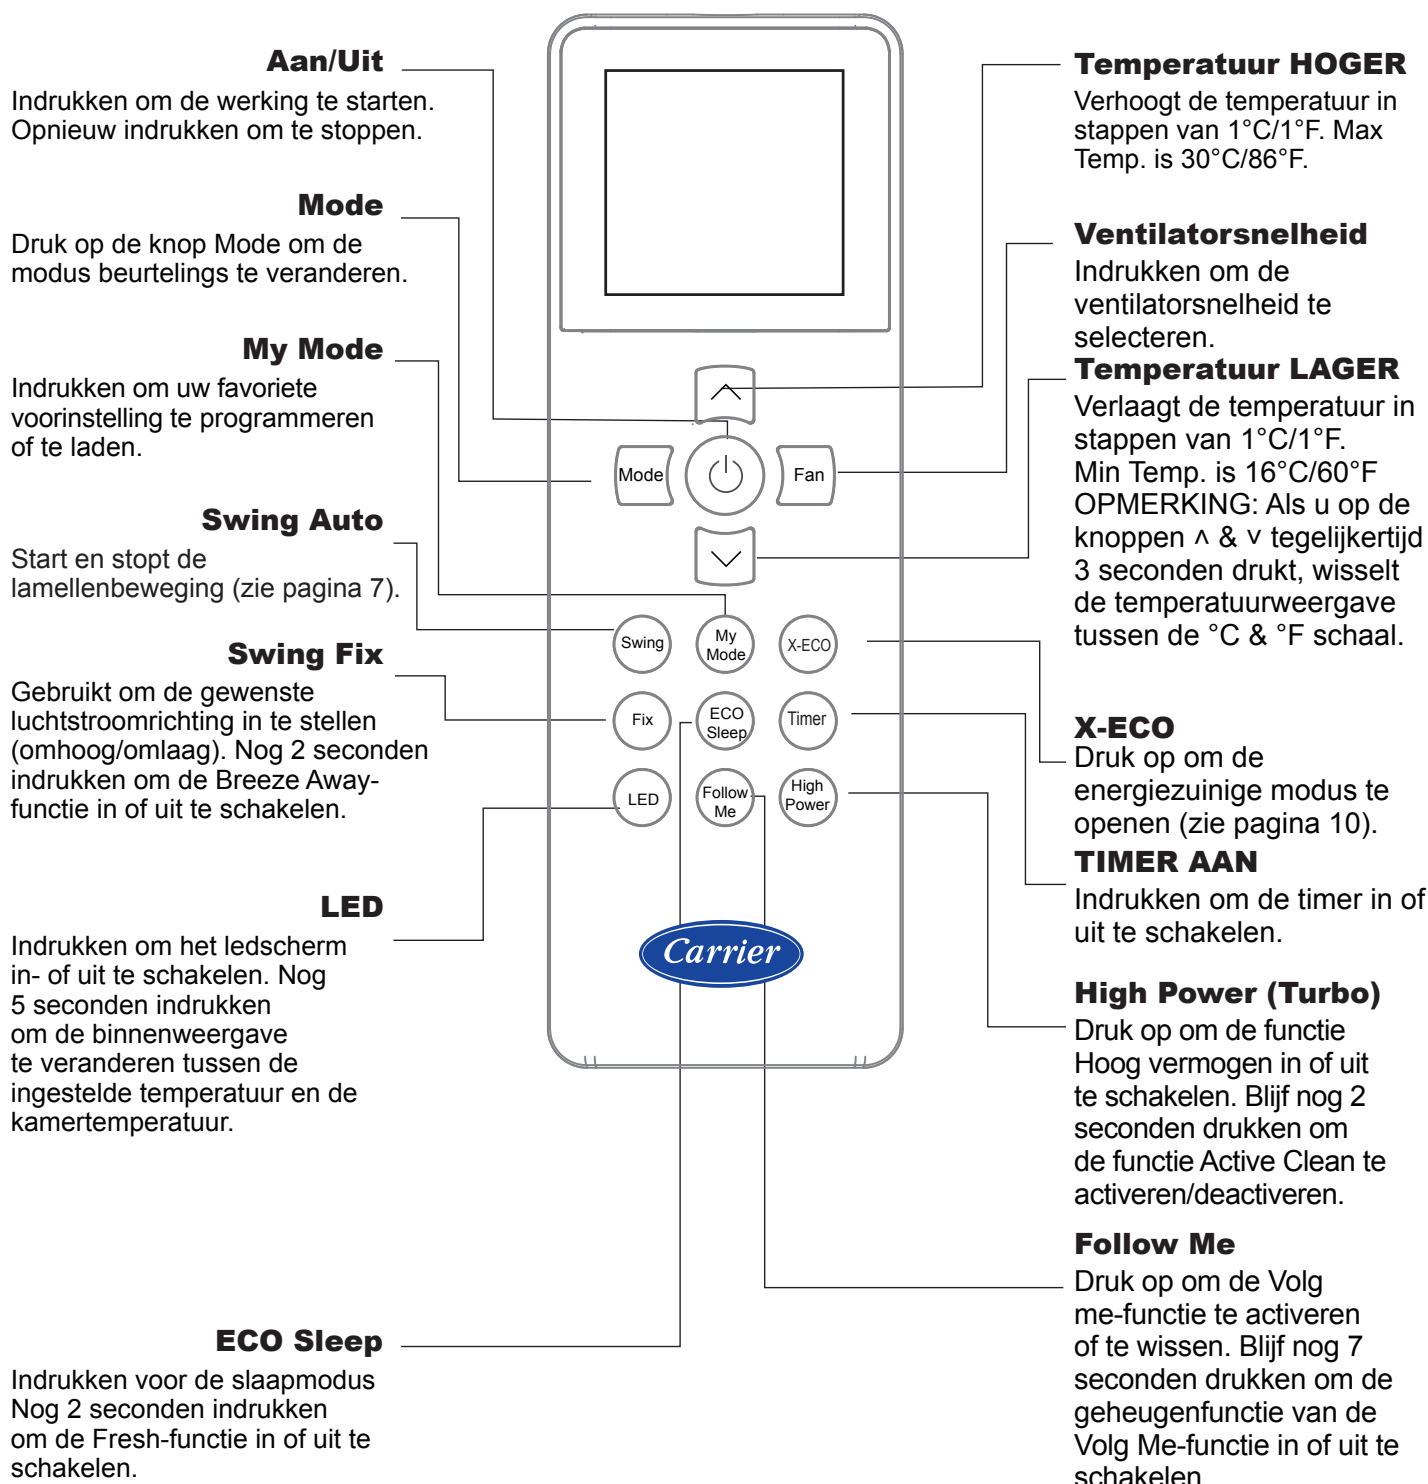 Aan/Uit
Indrukken om de werking te starten.
Opnieuw indrukken om te stoppen.
Mode
Druk op de knop Mode om de
modus beurtelings te veranderen.
My Mode
Indrukken om uw favoriete
voorinstelling te programmeren
of te laden.
Swing Auto
Start en stopt de
lamellenbeweging (zie pagina 7).
Swing Fix
Gebruikt om de gewenste
luchtstroomrichting in te stellen
(omhoog/omlaag). Nog 2 seconden
indrukken om de Breeze Away-
functie in of uit te schakelen.
LED
Indrukken om het ledscherm
in- of uit te schakelen. Nog
5 seconden indrukken
om de binnenweergave
te veranderen tussen de
ingestelde temperatuur en de
kamertemperatuur.
ECO Sleep
Indrukken voor de slaapmodus
Nog 2 seconden indrukken
om de Fresh-functie in of uit te
schakelen.
Mode
Fan
Swing
My
Mode
X-ECO
Fix
ECO
Sleep
Timer
LED
Follow
Me
High
Power
Carrier
Temperatuur HOGER
Verhoogt de temperatuur in
stappen van 1°C/1°F. Max
Temp. is 30°C/86°F.
Ventilatorsnelheid
Indrukken om de
ventilatorsnelheid te
selecteren.
Temperatuur LAGER
Verlaagt de temperatuur in
stappen van 1°C/1°F.
Min Temp. is 16°C/60°F
OPMERKING: Als u op de
knoppen ˄ & ˅ tegelijkertijd
3 seconden drukt, wisselt
de temperatuurweergave
tussen de °C & °F schaal.
X-ECO
Druk op om de
energiezuinige modus te
openen (zie pagina 10).
TIMER AAN
Indrukken om de timer in of
uit te schakelen.
High Power (Turbo)
Druk op om de functie
Hoog vermogen in of uit
te schakelen. Blijf nog 2
seconden drukken om
de functie Active Clean te
activeren/deactiveren.
Follow Me
Druk op om de Volg
me-functie te activeren
of te wissen. Blijf nog 7
seconden drukken om de
geheugenfunctie van de
Volg Me-functie in of uit te
schakelen